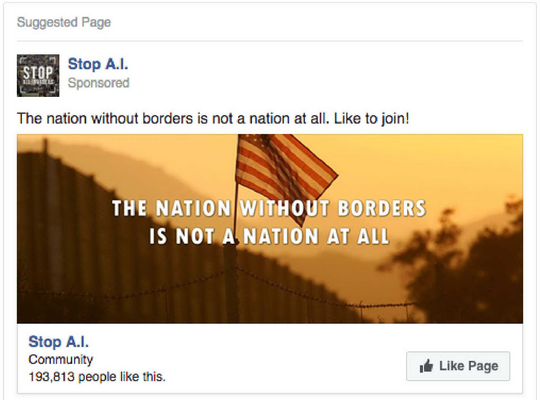 Suggested Page
STOP
Stop A.I.
Sponsored
The nation without borders is not a nation at all. Like to join!
THE NATION WITHOUT BORDERS
IS NOT A NATION AT ALL
Stop A.I.
Community
193,813 people like this.
Like Page